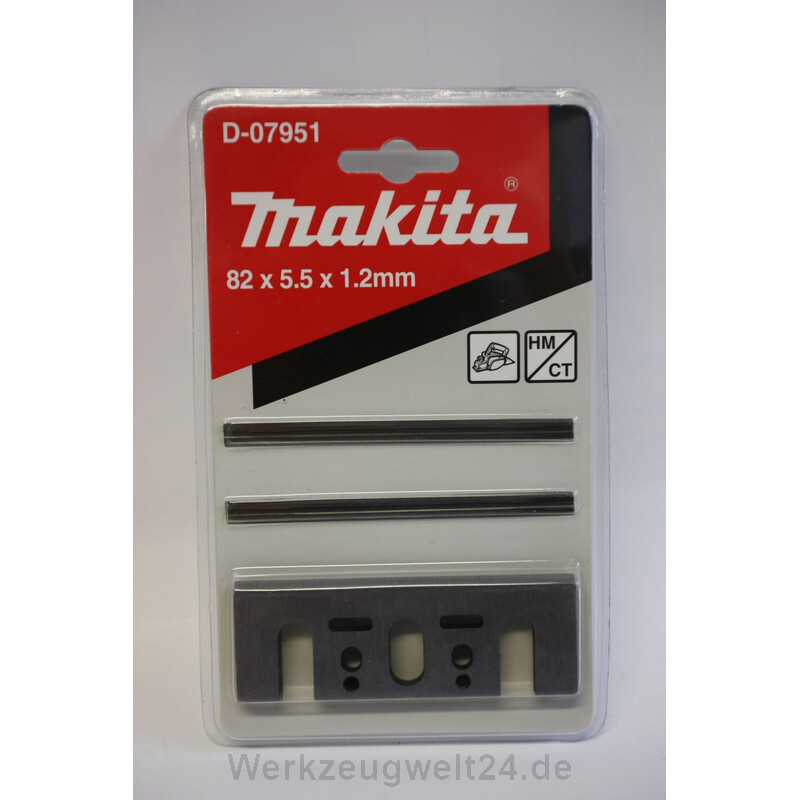 D-07951
makita®
82 x 5.5 x 1.2mm
HM/CT
Werkzeugwelt24.de